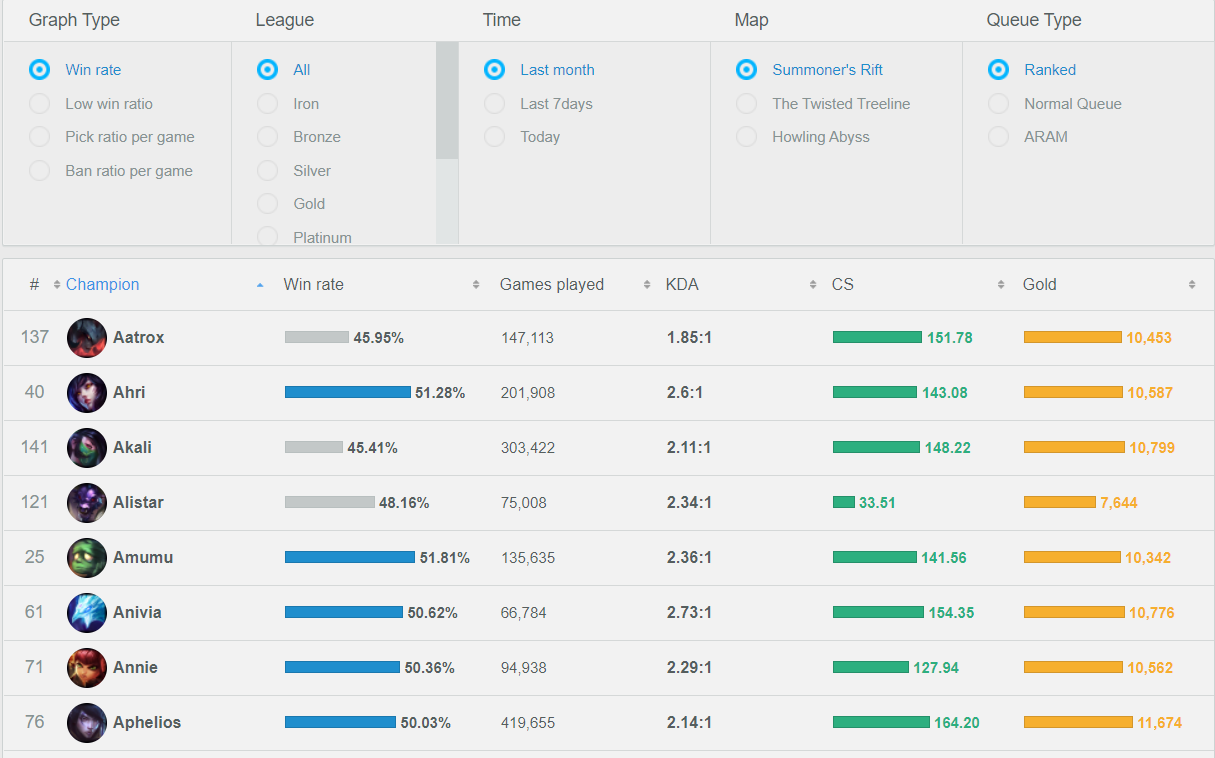 Graph Type League Time Map Queue Type
Win rate All Last month Summoner's Rift Ranked
Low win ratio Iron Last 7days The Twisted Treeline Normal Queue
Pick ratio per game Bronze Today Howling Abyss ARAM
Ban ratio per game Silver
Gold
Platinum
# Champion Win rate Games played KDA CS Gold
137 Aatrox 45.95% 147,113 1.85:1 151.78 10,453
40 Ahri 51.28% 201,908 2.6:1 143.08 10,587
141 Akali 45.41% 303,422 2.11:1 148.22 10,799
121 Alistar 48.16% 75,008 2.34:1 33.51 7,644
25 Amumu 51.81% 135,635 2.36:1 141.56 10,342
61 Anivia 50.62% 66,784 2.73:1 154.35 10,776
71 Annie 50.36% 94,938 2.29:1 127.94 10,562
76 Aphelios 50.03% 419,655 2.14:1 164.20 11,674